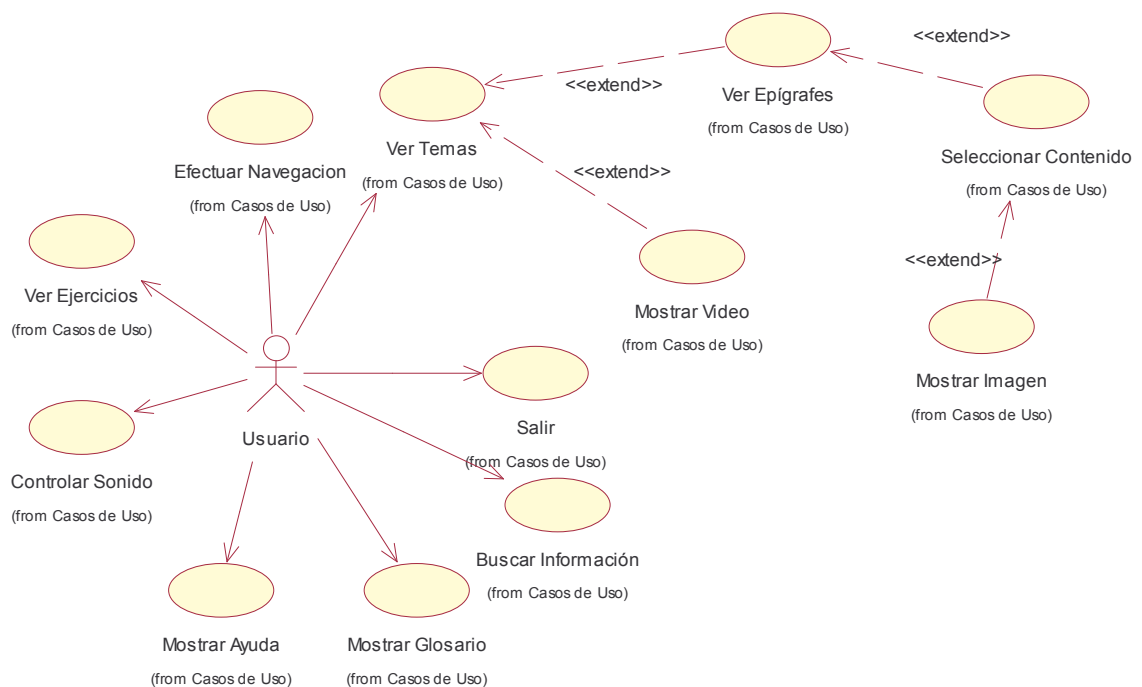 <<extend>>
<<extend>>
Ver Epígrafes
(from Casos de Uso)
Ver Temas
(from Casos de Uso)
Seleccionar Contenido
(from Casos de Uso)
Efectuar Navegacion
(from Casos de Uso)
<<extend>>
<<extend>>
Ver Ejercicios
(from Casos de Uso)
Mostrar Video
(from Casos de Uso)
Mostrar Imagen
(from Casos de Uso)
Usuario
Salir
(from Casos de Uso)
Controlar Sonido
(from Casos de Uso)
Buscar Información
(from Casos de Uso)
Mostrar Ayuda
(from Casos de Uso)
Mostrar Glosario
(from Casos de Uso)